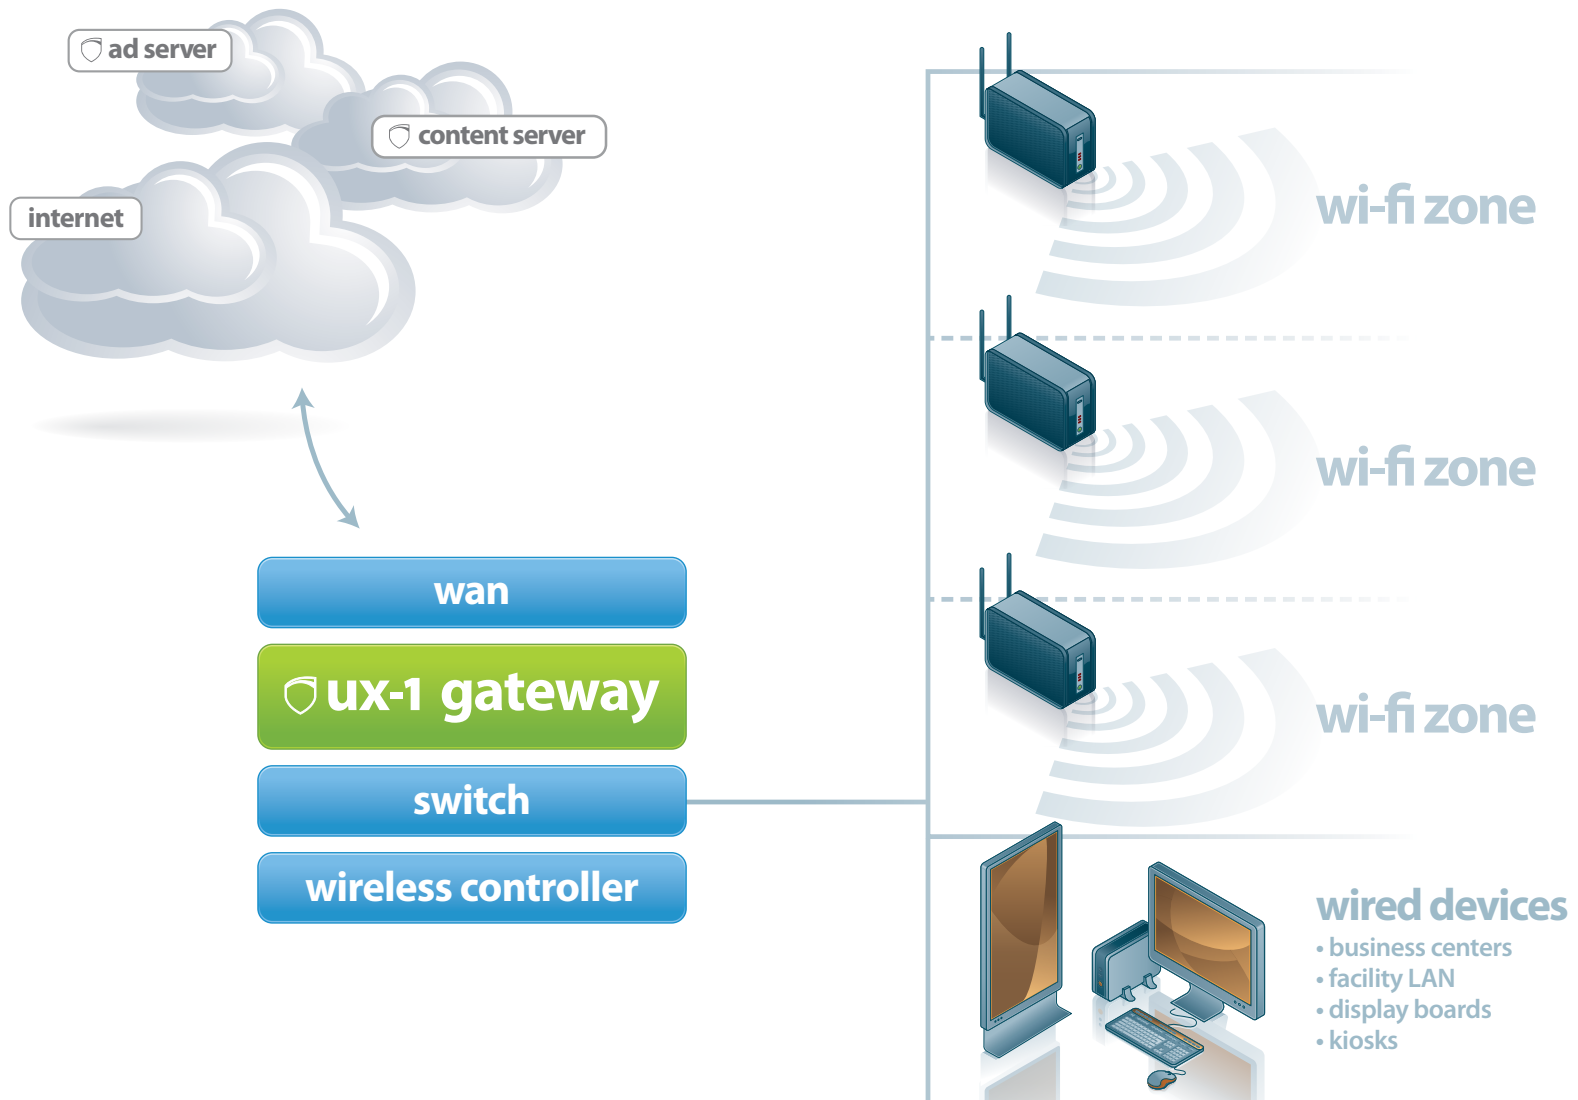 ad server
content server
internet
wi-fi zone
wi-fi zone
wan
ux-1 gateway
wi-fi zone
switch
wireless controller
wired devices
• business centers
• facility LAN
• display boards
• kiosks